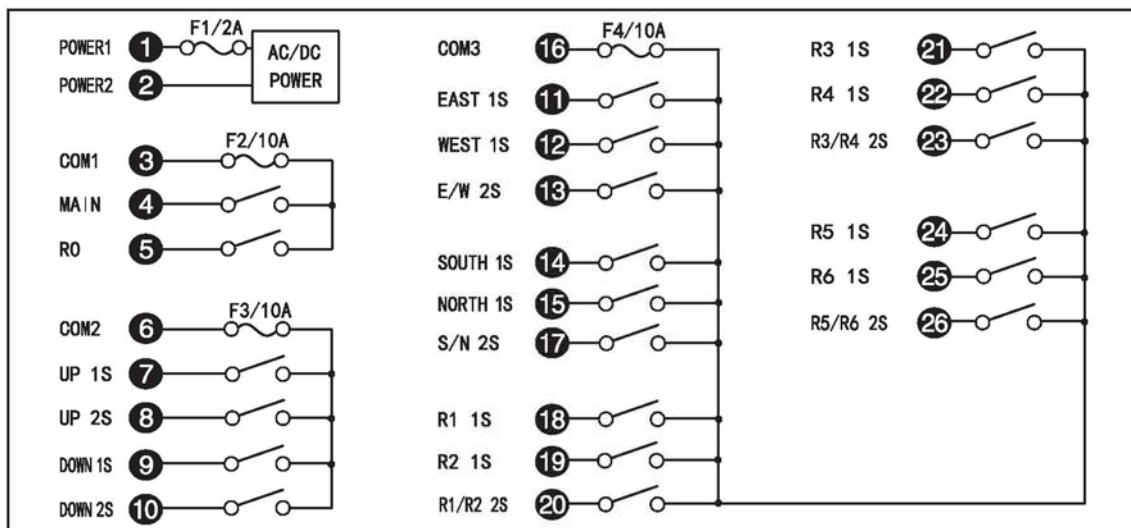 F1/2A
POWER1 1 AC/DC
POWER2 2 POWER
F2/10A
COM1 3
MAIN 4
R0 5
F3/10A
COM2 6
UP 1S 7
UP 2S 8
DOWN 1S 9
DOWN 2S 10
F4/10A
COM3 16
EAST 1S 11
WEST 1S 12
E/W 2S 13
SOUTH 1S 14
NORTH 1S 15
S/N 2S 17
R1 1S 18
R2 1S 19
R1/R2 2S 20
R3 1S 21
R4 1S 22
R3/R4 2S 23
R5 1S 24
R6 1S 25
R5/R6 2S 26